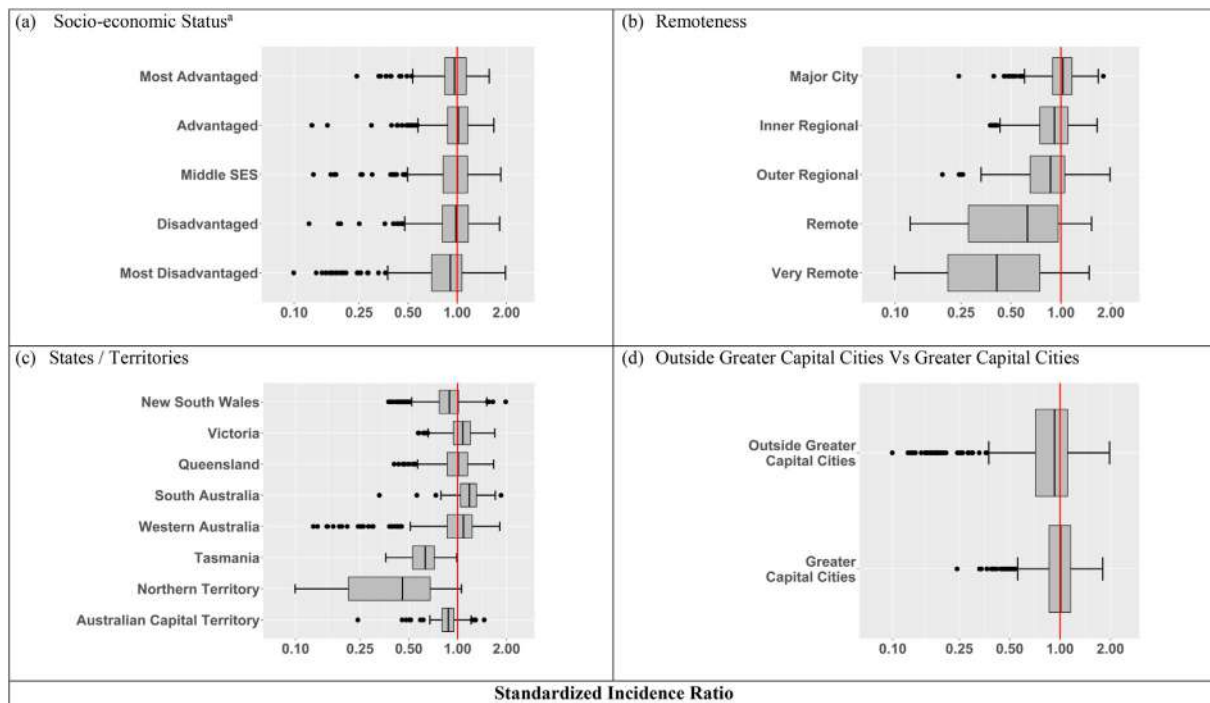 (a) Socio-economic Statusᵃ
Most Advantaged
Advantaged
Middle SES
Disadvantaged
Most Disadvantaged
0.10 0.25 0.50 1.00 2.00
(b) Remoteness
Major City
Inner Regional
Outer Regional
Remote
Very Remote
0.10 0.25 0.50 1.00 2.00
(c) States / Territories
New South Wales
Victoria
Queensland
South Australia
Western Australia
Tasmania
Northern Territory
Australian Capital Territory
0.10 0.25 0.50 1.00 2.00
(d) Outside Greater Capital Cities Vs Greater Capital Cities
Outside Greater
Capital Cities
Greater
Capital Cities
0.10 0.25 0.50 1.00 2.00
Standardized Incidence Ratio